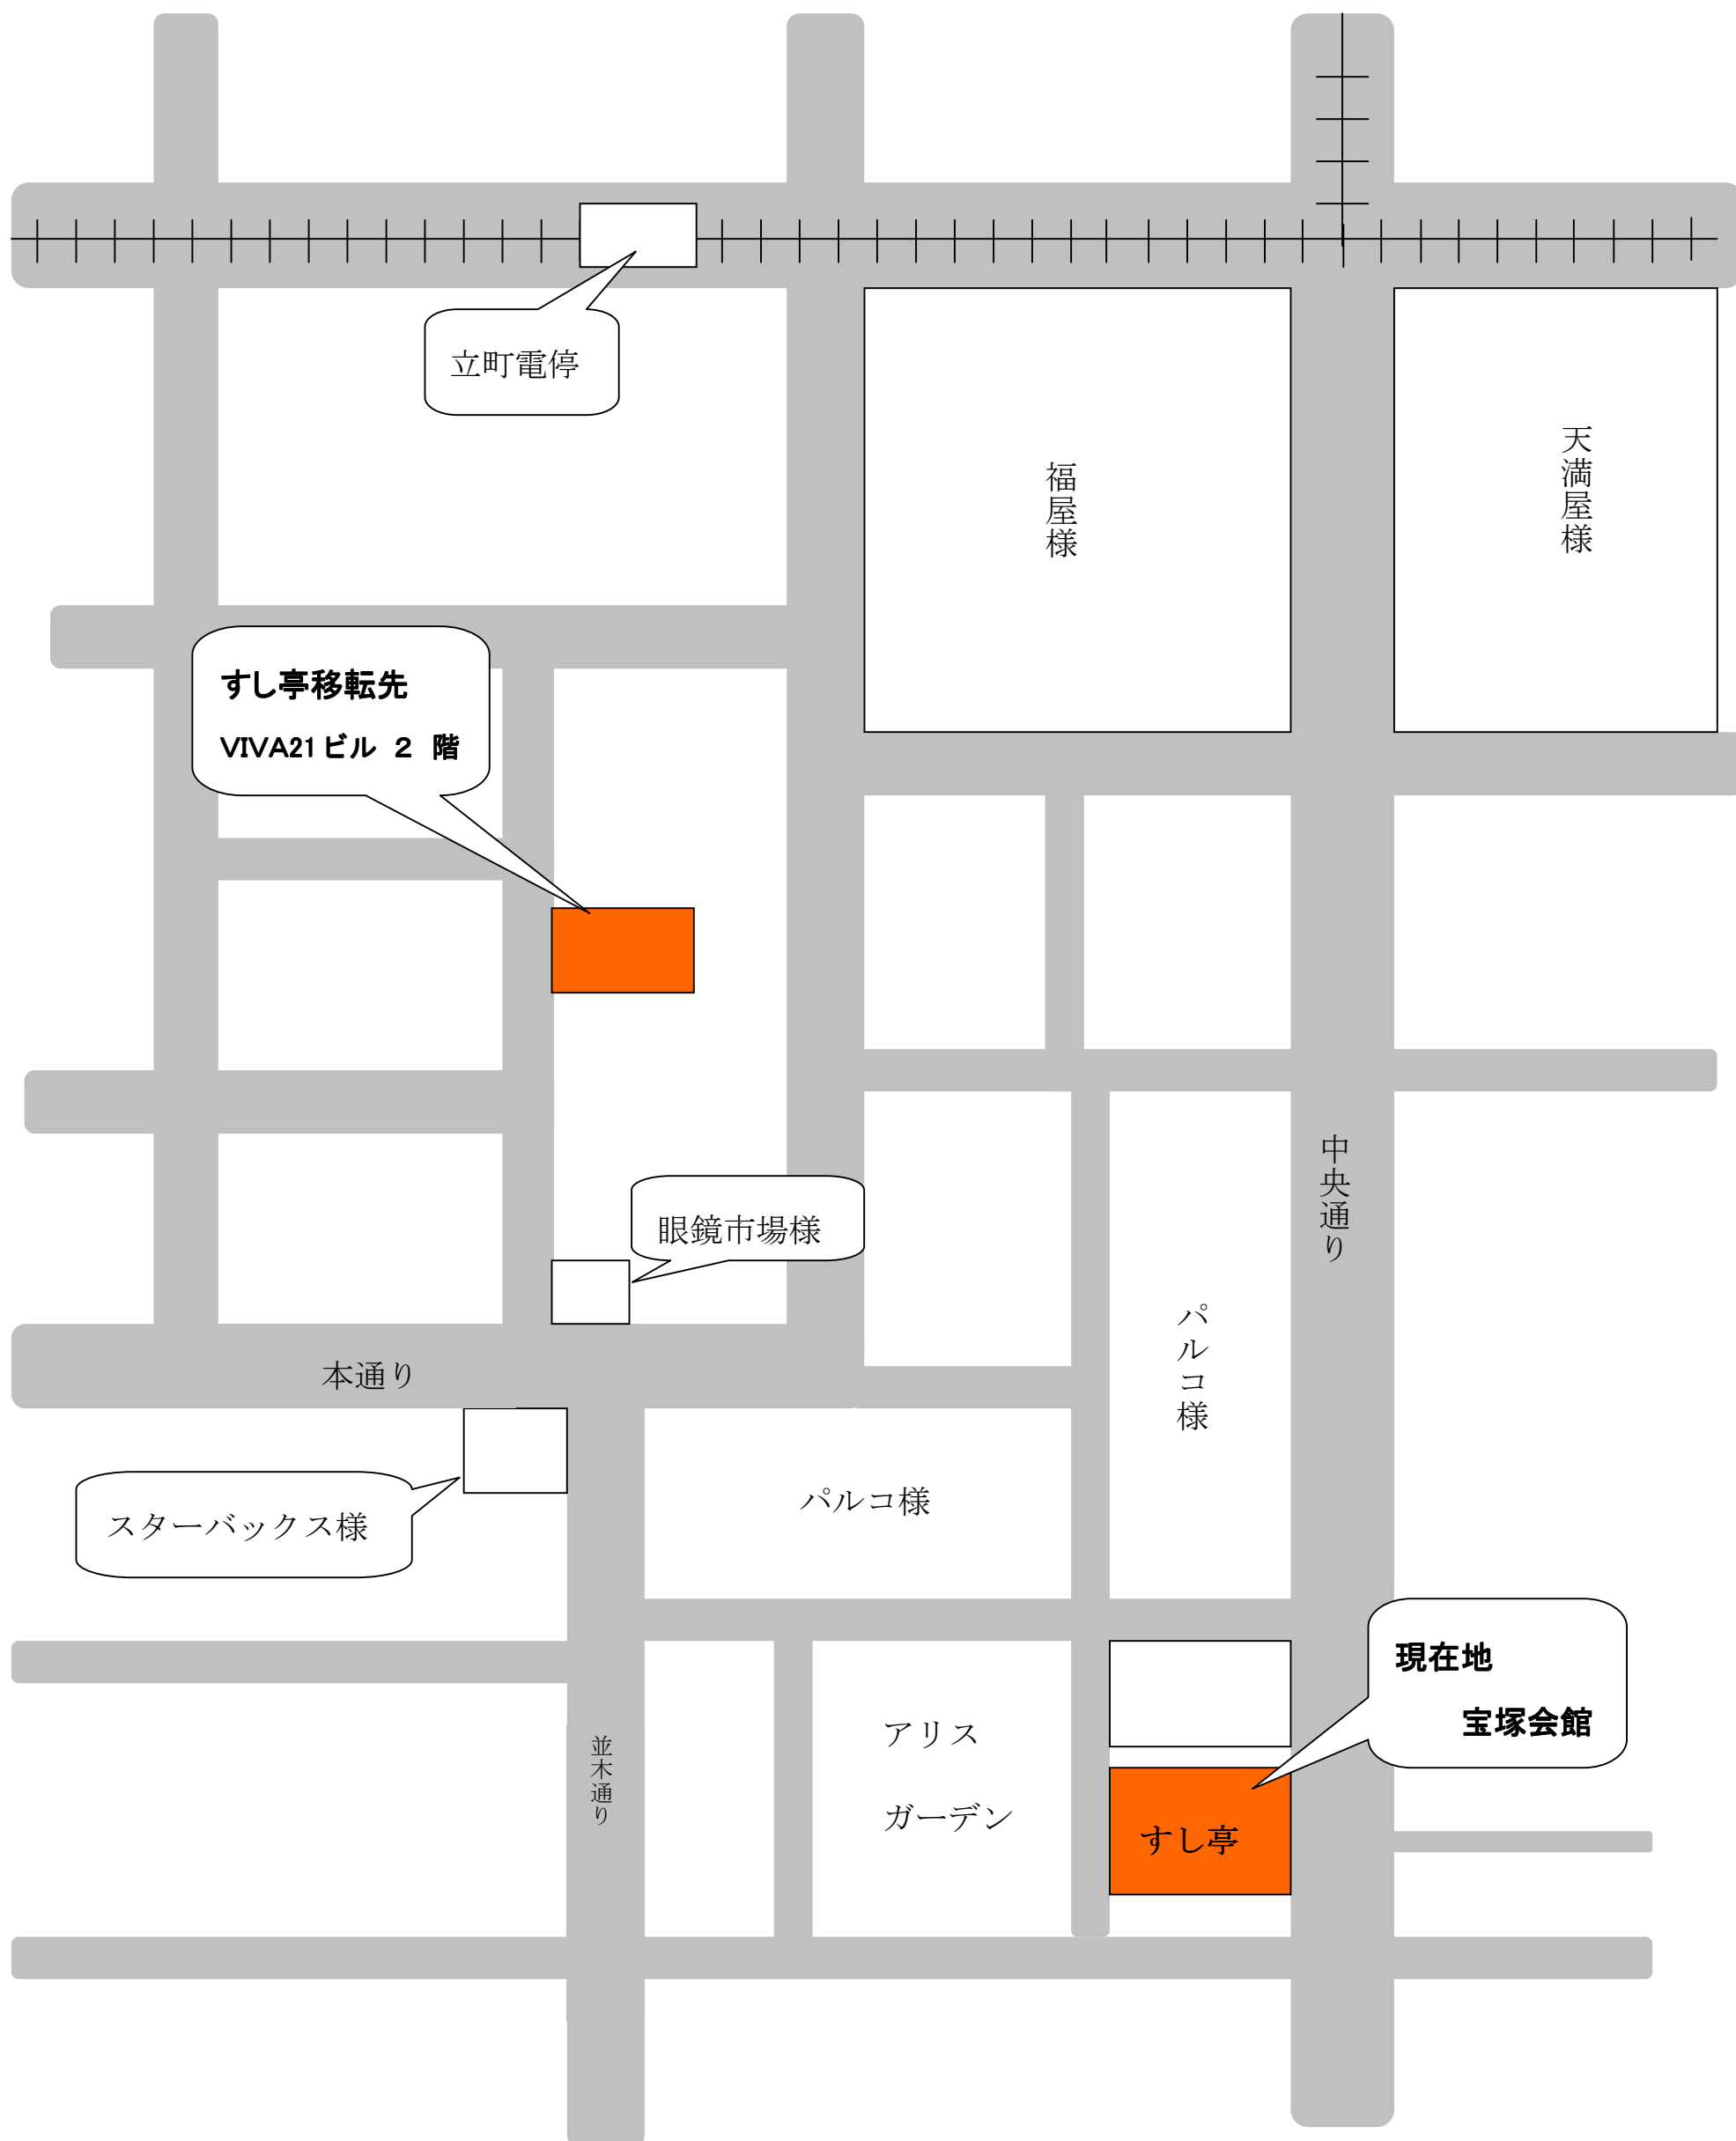 立町電停
福屋様
天満屋様
すし亭移転先
VIVA21ビル ２ 階
中央通り
眼鏡市場様
パルコ様
本通り
パルコ様
スターバックス様
現在地
宝塚会館
アリス
ガーデン
並木通り
すし亭